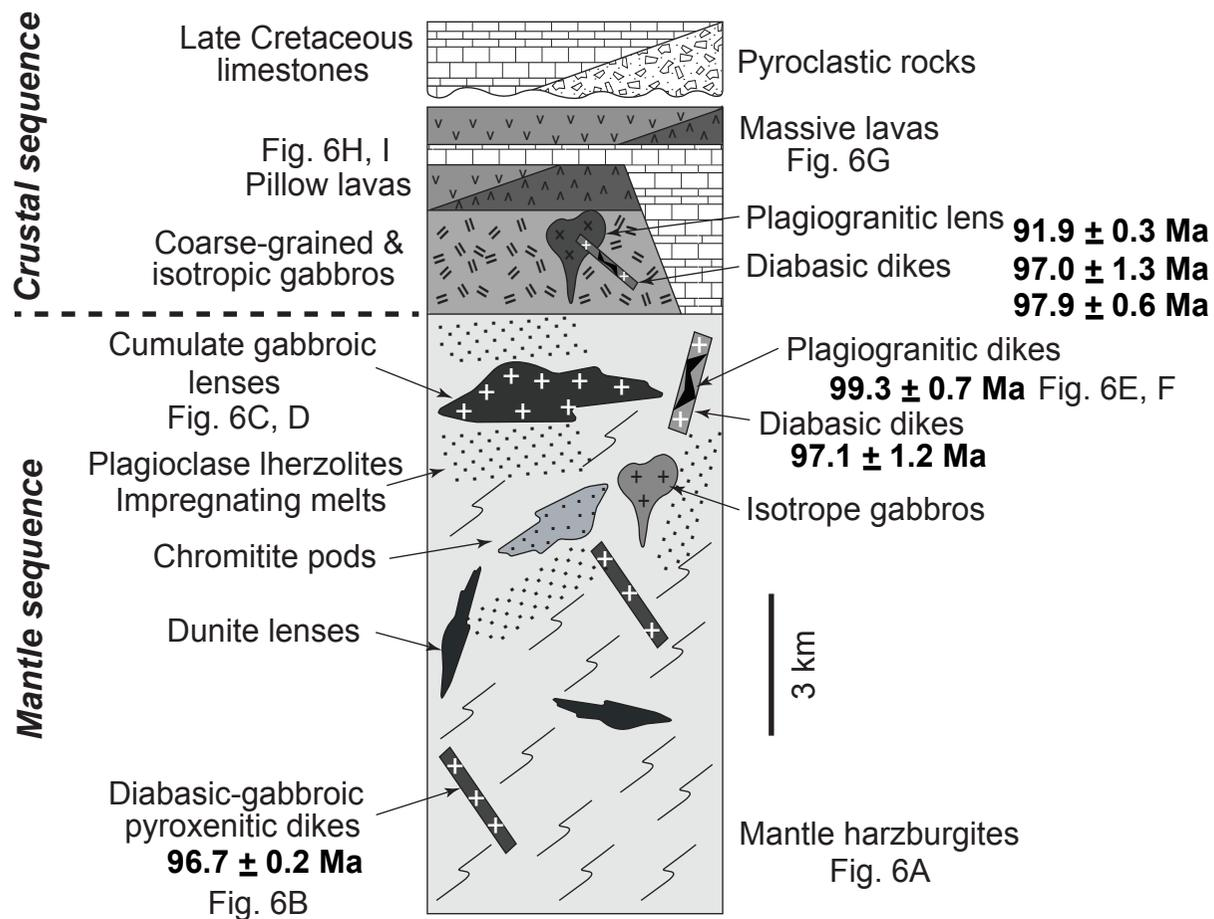 Crustal sequence
Late Cretaceous
limestones
Pyroclastic rocks
Massive lavas
Fig. 6G
Fig. 6H, I
Pillow lavas
Plagiogranitic lens
91.9 ± 0.3 Ma
Coarse-grained &
isotropic gabbros
Diabasic dikes
97.0 ± 1.3 Ma
97.9 ± 0.6 Ma
Mantle sequence
Cumulate gabbroic
lenses
Fig. 6C, D
Plagiogranitic dikes
99.3 ± 0.7 Ma Fig. 6E, F
Diabasic dikes
97.1 ± 1.2 Ma
Plagioclase lherzolites
Impregnating melts
Isotrope gabbros
Chromitite pods
Dunite lenses
3 km
Diabasic-gabbroic
pyroxenitic dikes
96.7 ± 0.2 Ma
Fig. 6B
Mantle harzburgites
Fig. 6A